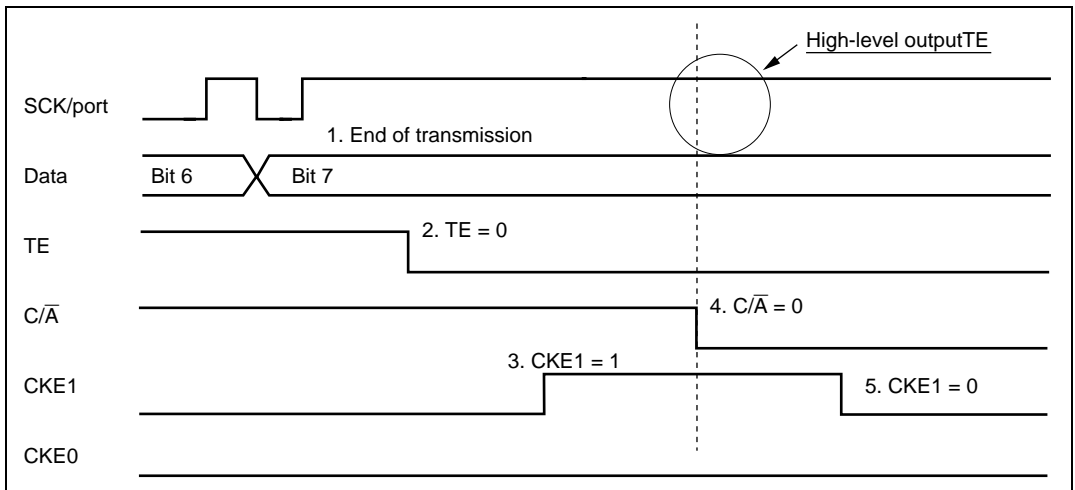 High-level outputTE
SCK/port
1. End of transmission
Data
Bit 6
Bit 7
TE
2. TE = 0
C/A̅
4. C/A̅ = 0
3. CKE1 = 1
CKE1
5. CKE1 = 0
CKE0